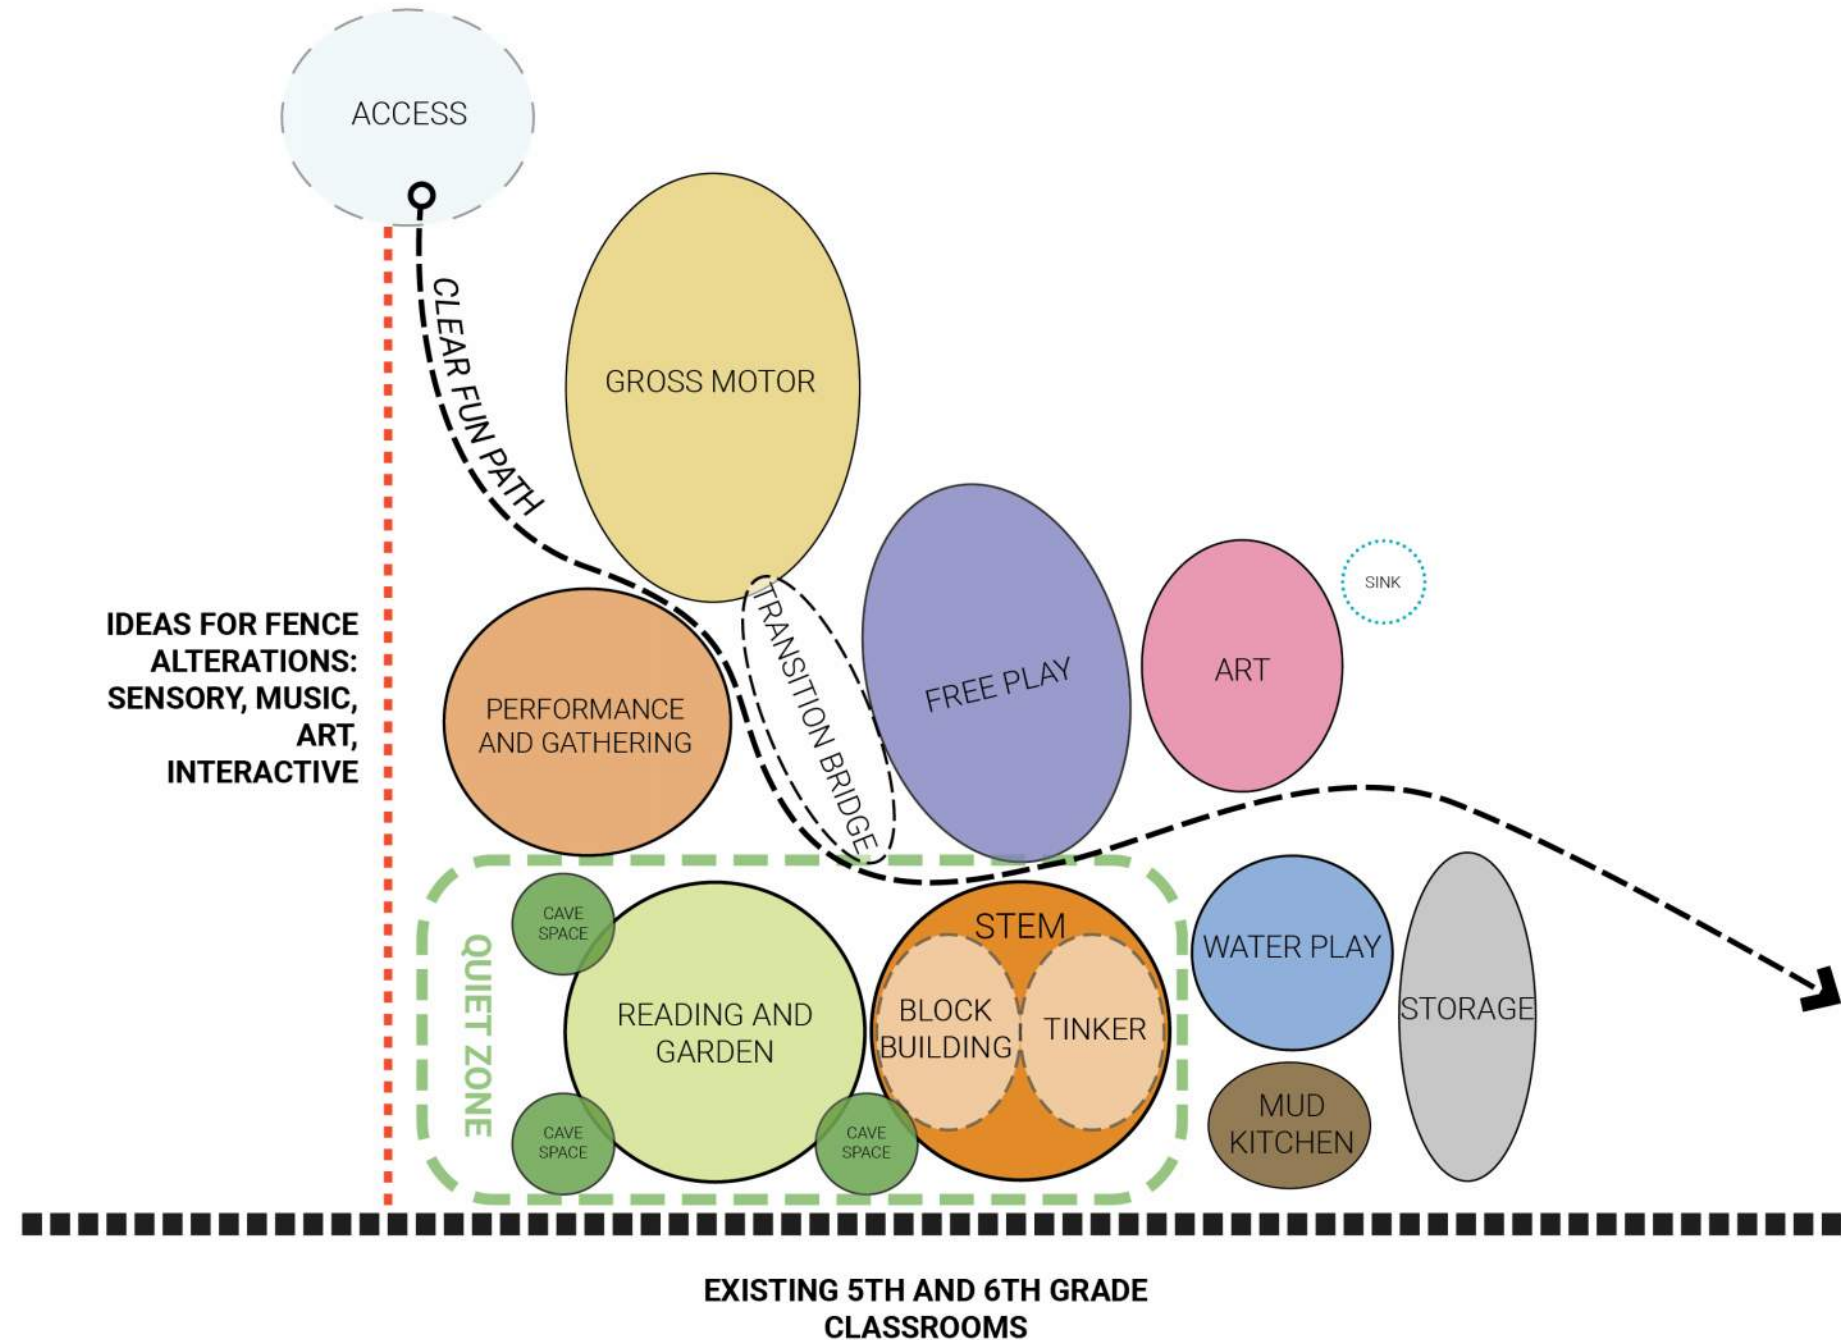 ACCESS
CLEAR FUN PATH
GROSS MOTOR
TRANSITION BRIDGE
FREE PLAY
ART
SINK
IDEAS FOR FENCE
ALTERATIONS:
SENSORY, MUSIC,
ART,
INTERACTIVE
PERFORMANCE
AND GATHERING
QUIET ZONE
CAVE
SPACE
READING AND
GARDEN
CAVE
SPACE
CAVE
SPACE
STEM
BLOCK
BUILDING
TINKER
WATER PLAY
MUD
KITCHEN
STORAGE
EXISTING 5TH AND 6TH GRADE
CLASSROOMS